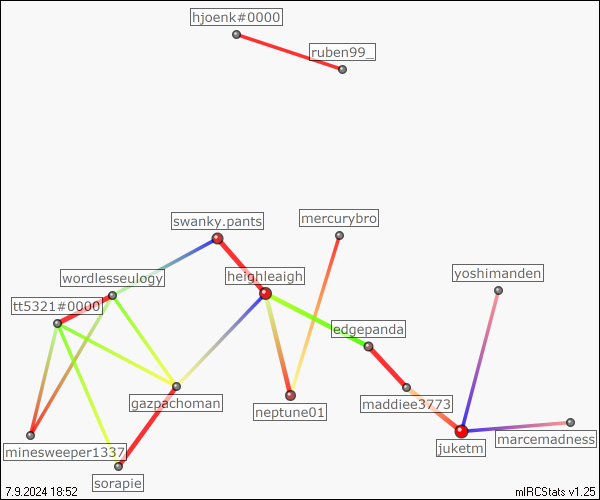 hjoenk#0000
ruben99_
swanky.pants
mercurybro
wordlesseulogy
heighleaigh
yoshimanden
tt5321#0000
edgepanda
gazpachoman
neptune01
maddiee3773
minesweeper1337
juketm
marcemadness
sorapie
7.9.2024 18:52
mIRCStats v1.25